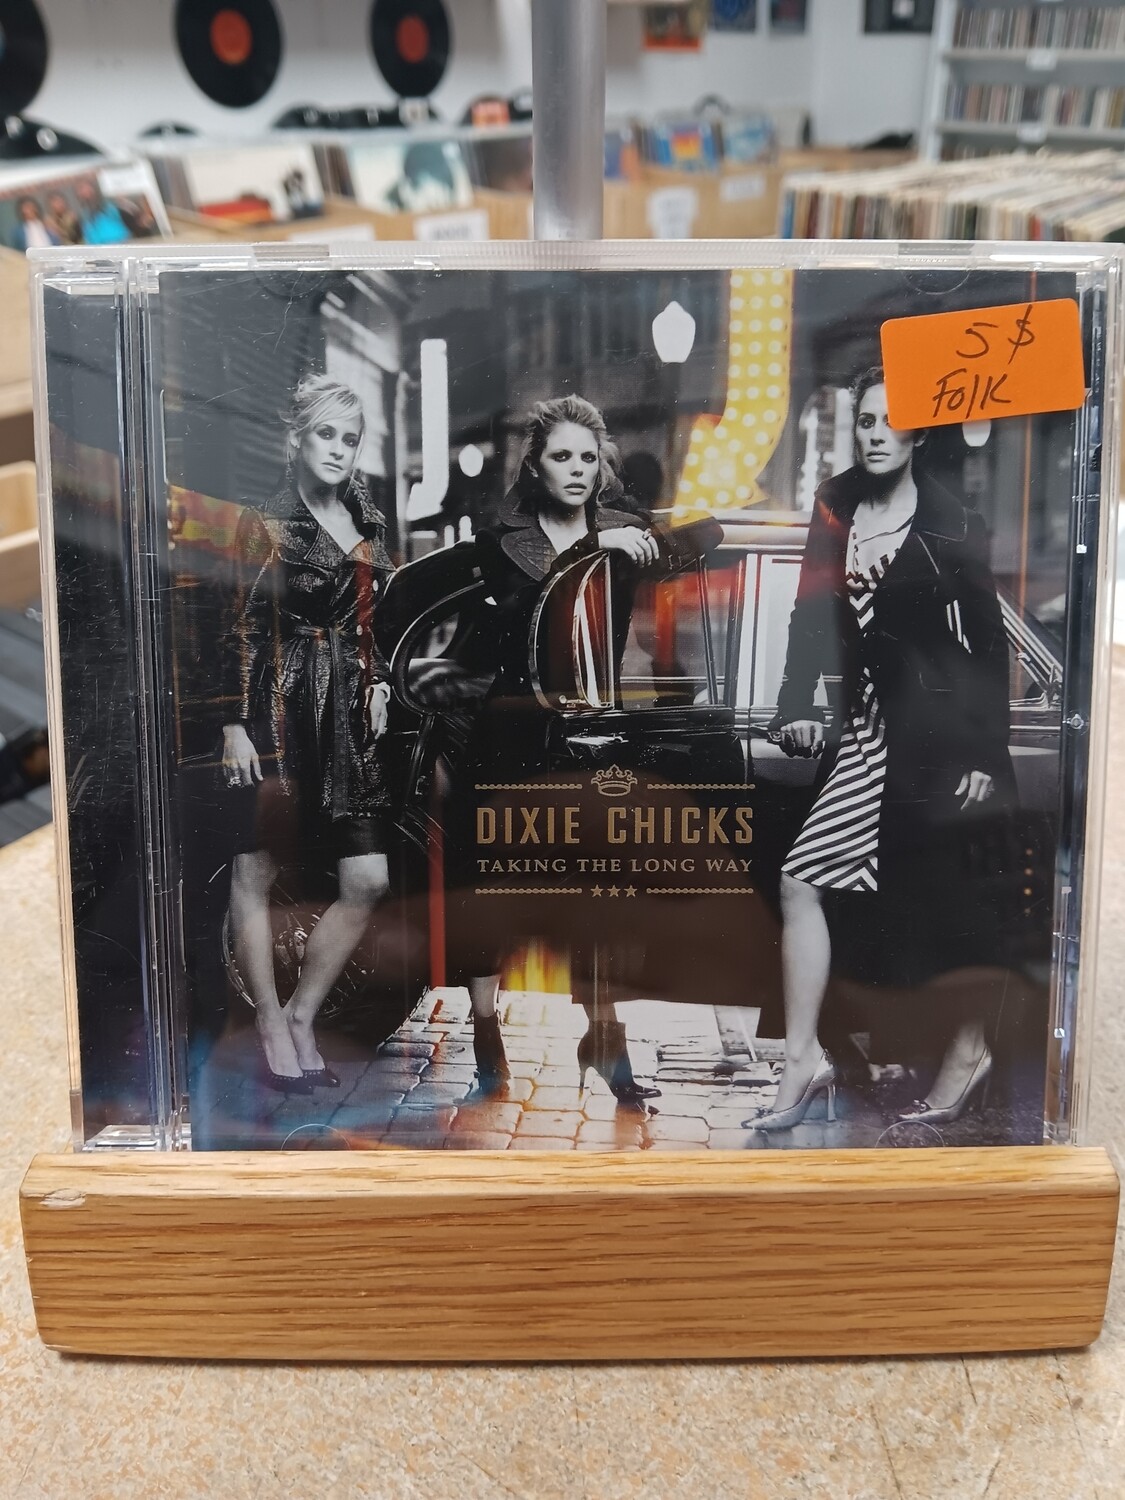 5 $
Folk
DIXIE CHICKS
TAKING THE LONG WAY